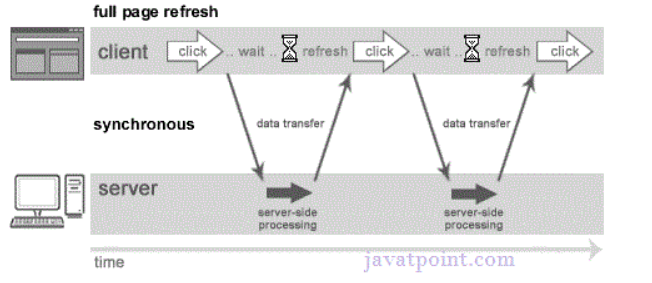 full page refresh
client click .. wait .. refresh click .. wait .. refresh click
synchronous data transfer data transfer
server
server-side server-side
processing processing
time
javatpoint.com